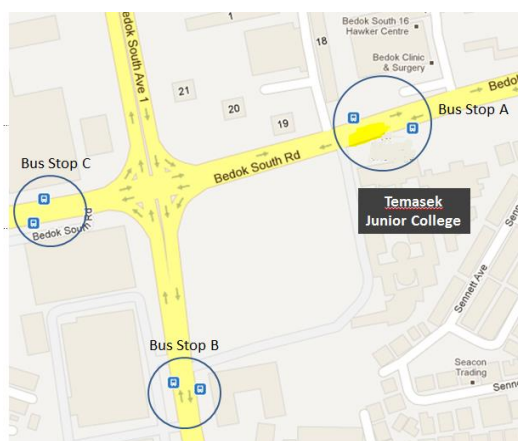 1
Bedok South 16
Hawker Centre
18
Bedok Clinic
& Surgery
Bedok
Bus Stop A
Bedok South Ave 1
21
20
19
Bedok South Rd
Bus Stop C
Bedok South Rd
Temasek
Junior College
Sennett Ave
Bus Stop B
Seacon
Trading